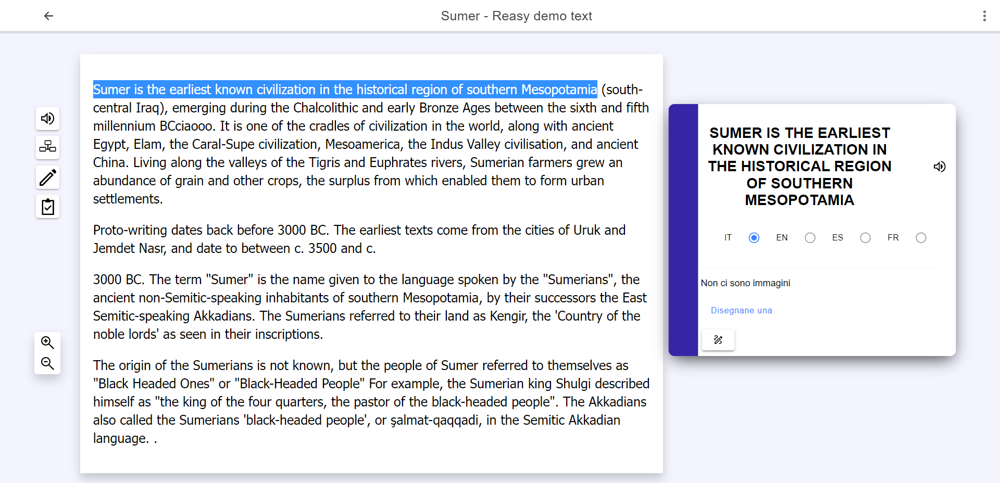 Sumer - Reasy demo text
Sumer is the earliest known civilization in the historical region of southern Mesopotamia (south-
central Iraq), emerging during the Chalcolithic and early Bronze Ages between the sixth and fifth
millennium BCciaooo. It is one of the cradles of civilization in the world, along with ancient
Egypt, Elam, the Caral-Supe civilization, Mesoamerica, the Indus Valley civilisation, and ancient
China. Living along the valleys of the Tigris and Euphrates rivers, Sumerian farmers grew an
abundance of grain and other crops, the surplus from which enabled them to form urban
settlements.
Proto-writing dates back before 3000 BC. The earliest texts come from the cities of Uruk and
Jemdet Nasr, and date to between c. 3500 and c.
3000 BC. The term "Sumer" is the name given to the language spoken by the "Sumerians", the
ancient non-Semitic-speaking inhabitants of southern Mesopotamia, by their successors the East
Semitic-speaking Akkadians. The Sumerians referred to their land as Kengir, the 'Country of the
noble lords' as seen in their inscriptions.
The origin of the Sumerians is not known, but the people of Sumer referred to themselves as
"Black Headed Ones" or "Black-Headed People" For example, the Sumerian king Shulgi described
himself as "the king of the four quarters, the pastor of the black-headed people". The Akkadians
also called the Sumerians 'black-headed people', or şalmat-qaqqadi, in the Semitic Akkadian
language. .
SUMER IS THE EARLIEST
KNOWN CIVILIZATION IN
THE HISTORICAL REGION
OF SOUTHERN
MESOPOTAMIA
IT EN ES FR
Non ci sono immagini
Disegnane una